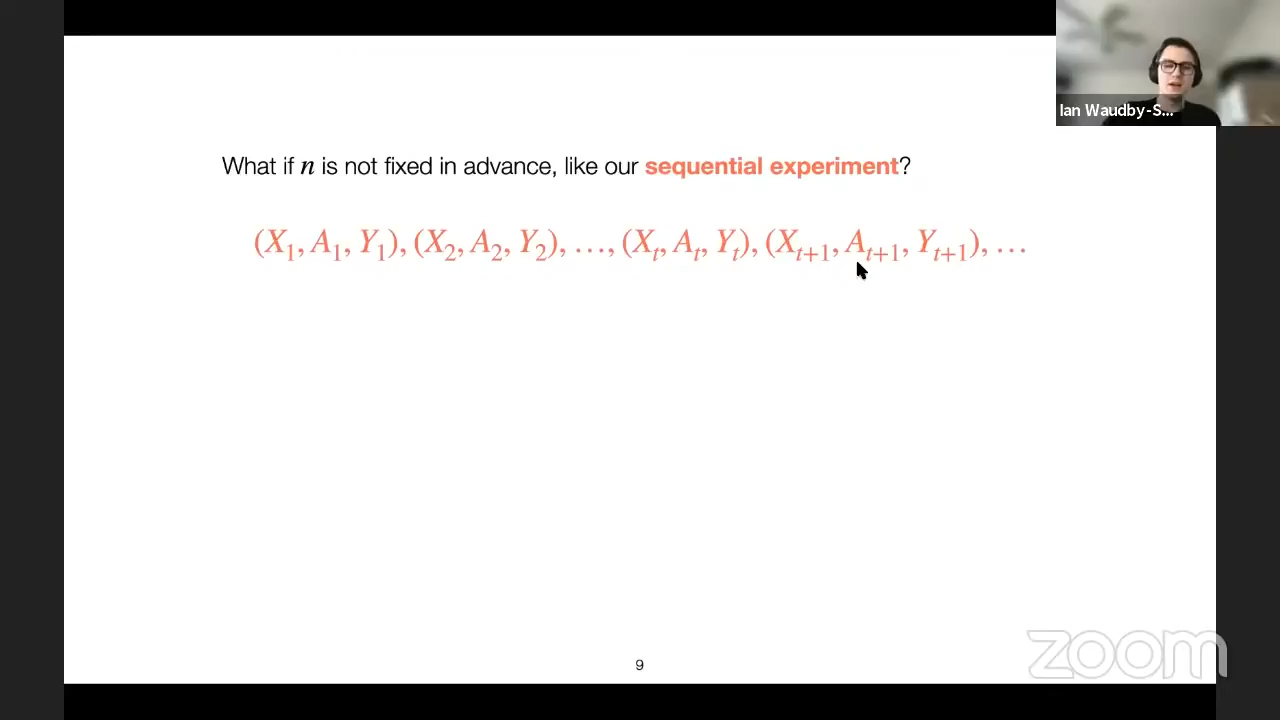 Ian Waudby-S...
What if n is not fixed in advance, like our sequential experiment?
(X₁, A₁, Y₁), (X₂, A₂, Y₂), …, (Xₜ, Aₜ, Yₜ), (Xₜ₊₁, Aₜ₊₁, Yₜ₊₁), …
9
zoom